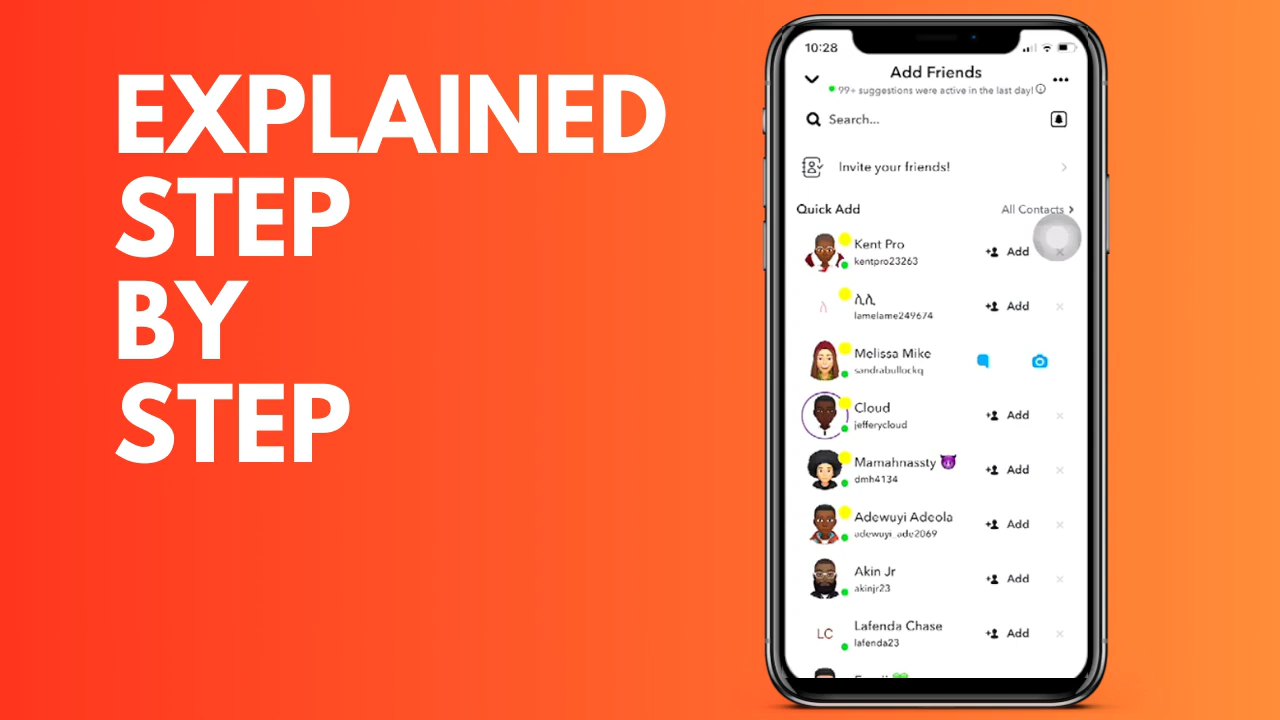 EXPLAINED
STEP
BY
STEP
10:28
Add Friends
99+ suggestions were active in the last day!
Search...
Invite your friends!
Quick Add
All Contacts
Kent Pro
kentpro23263
Add
ሊሊ
lamelame249674
Add
Melissa Mike
sandrabullockq
Cloud
jefferycloud
Add
Mamahnassty 😈
dmh4134
Add
Adewuyi Adeola
adewuyi_ade2069
Add
Akin Jr
akinjr23
Add
LC
Lafenda Chase
lafenda23
Add